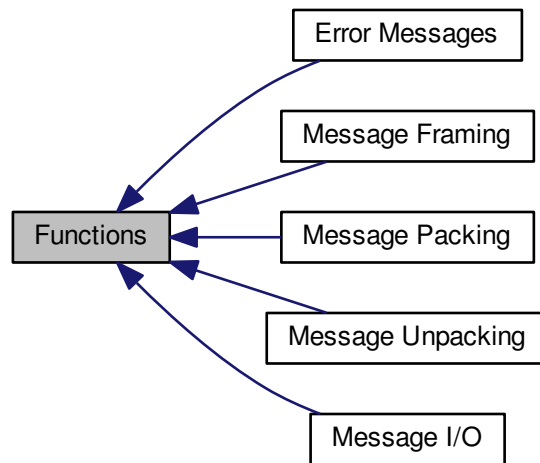 Error Messages
Message Framing
Functions
Message Packing
Message Unpacking
Message I/O